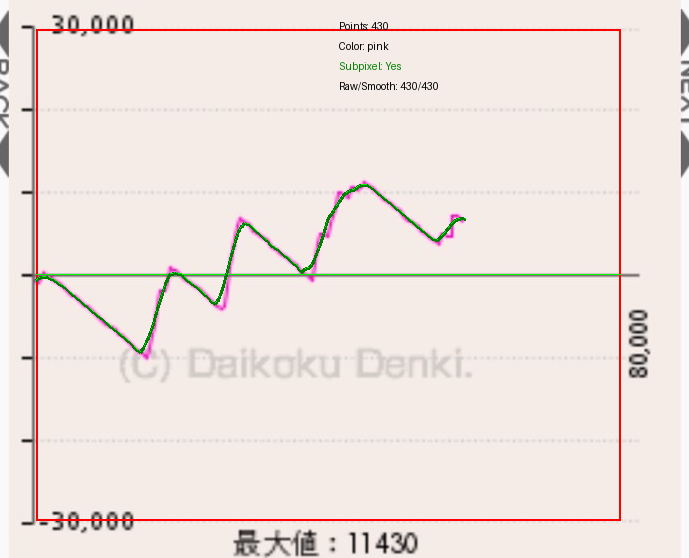 30,000
Points: 430
Color: pink
Subpixel: Yes
Raw/Smooth: 430/430
BACK
NEXT
80,000
(C) Daikoku Denki.
-30,000
最大値：11430